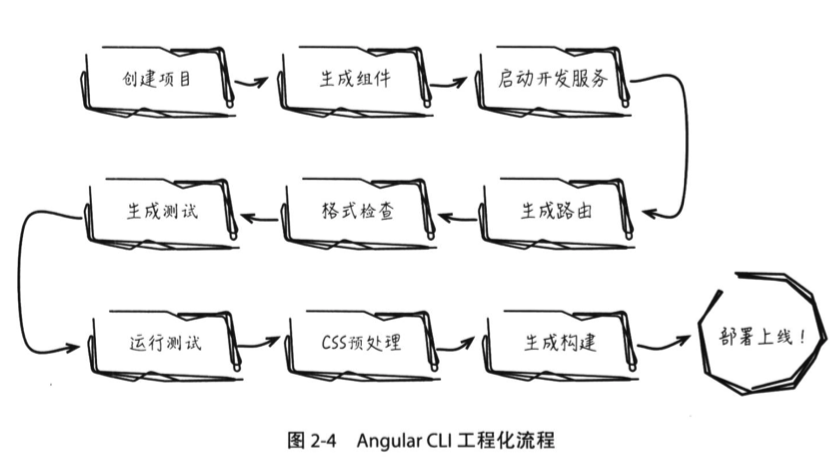 创建项目
生成组件
启动开发服务
生成路由
格式检查
生成测试
运行测试
CSS预处理
生成构建
部署上线!
图 2-4 Angular CLI 工程化流程